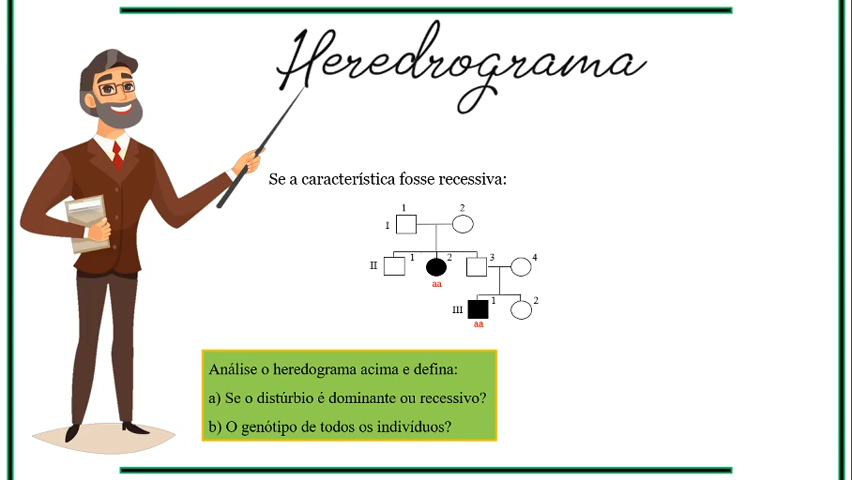 Heredrograma
Se a característica fosse recessiva:
1 2
I
II 1 2 3 4
aa
III 1 2
aa
Análise o heredograma acima e defina:
a) Se o distúrbio é dominante ou recessivo?
b) O genótipo de todos os indivíduos?